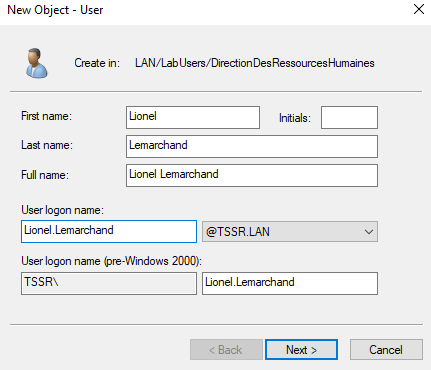 New Object - User
Create in: LAN/LabUsers/DirectionDesRessourcesHumaines
First name: Lionel Initials:
Last name: Lemarchand
Full name: Lionel Lemarchand
User logon name:
Lionel.Lemarchand @TSSR.LAN
User logon name (pre-Windows 2000):
TSSR\ Lionel.Lemarchand
< Back Next > Cancel